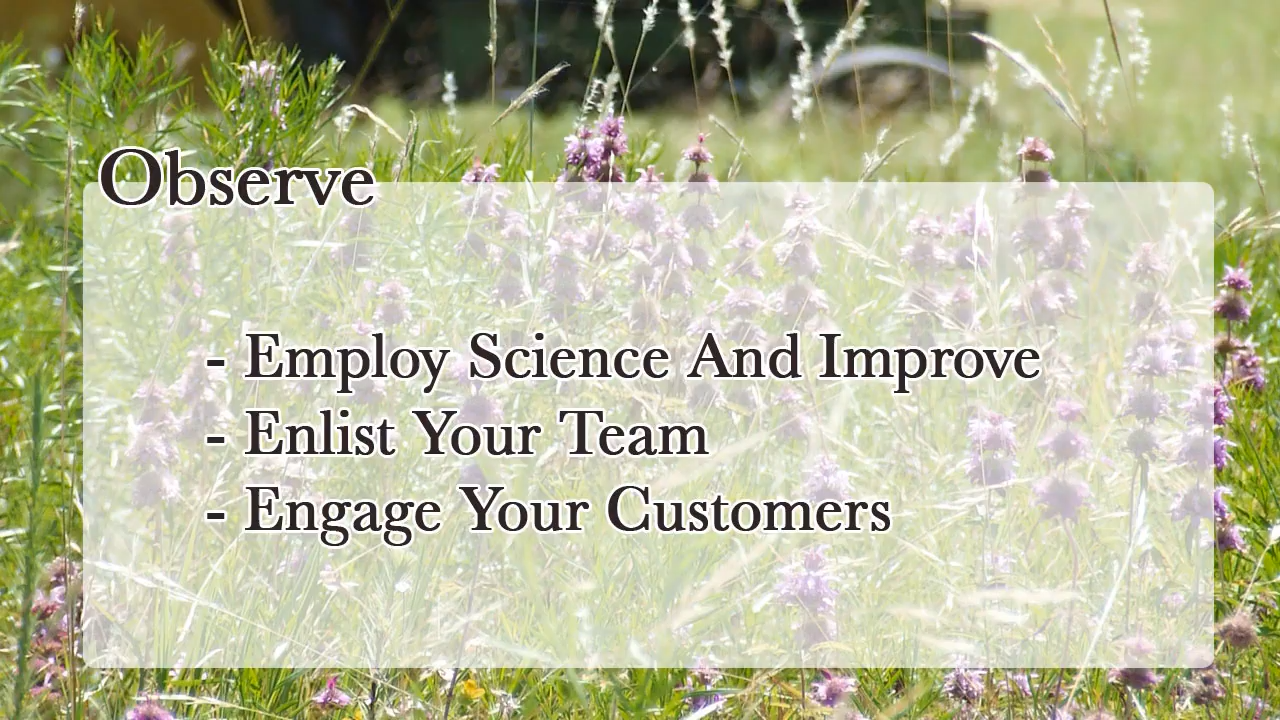 Observe
- Employ Science And Improve
- Enlist Your Team
- Engage Your Customers